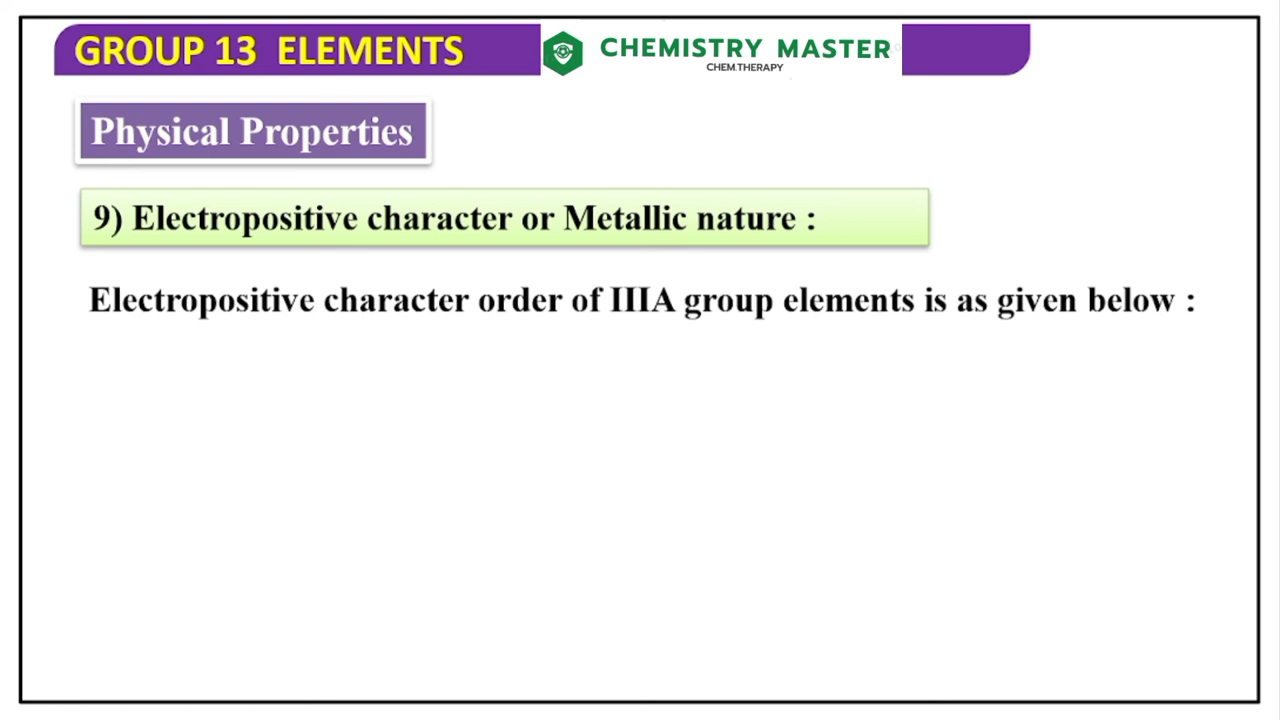 GROUP 13 ELEMENTS
CHEMISTRY MASTER
CHEM.THERAPY
Physical Properties
9) Electropositive character or Metallic nature :
Electropositive character order of IIIA group elements is as given below :